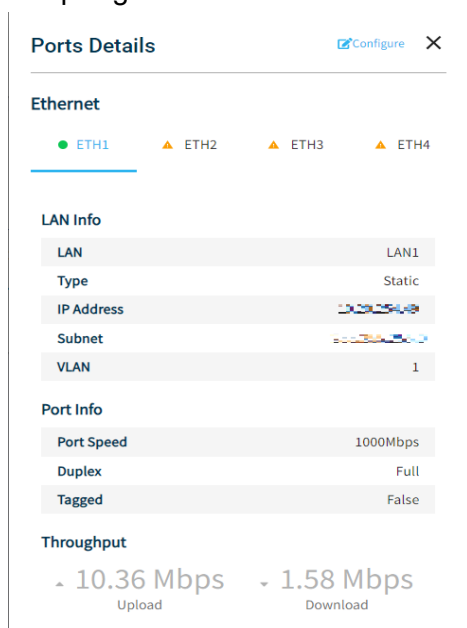 Ports Details Configure
Ethernet
ETH1 ETH2 ETH3 ETH4
LAN Info
LAN LAN1
Type Static
IP Address
Subnet
VLAN 1
Port Info
Port Speed 1000Mbps
Duplex Full
Tagged False
Throughput
10.36 Mbps 1.58 Mbps
Upload Download